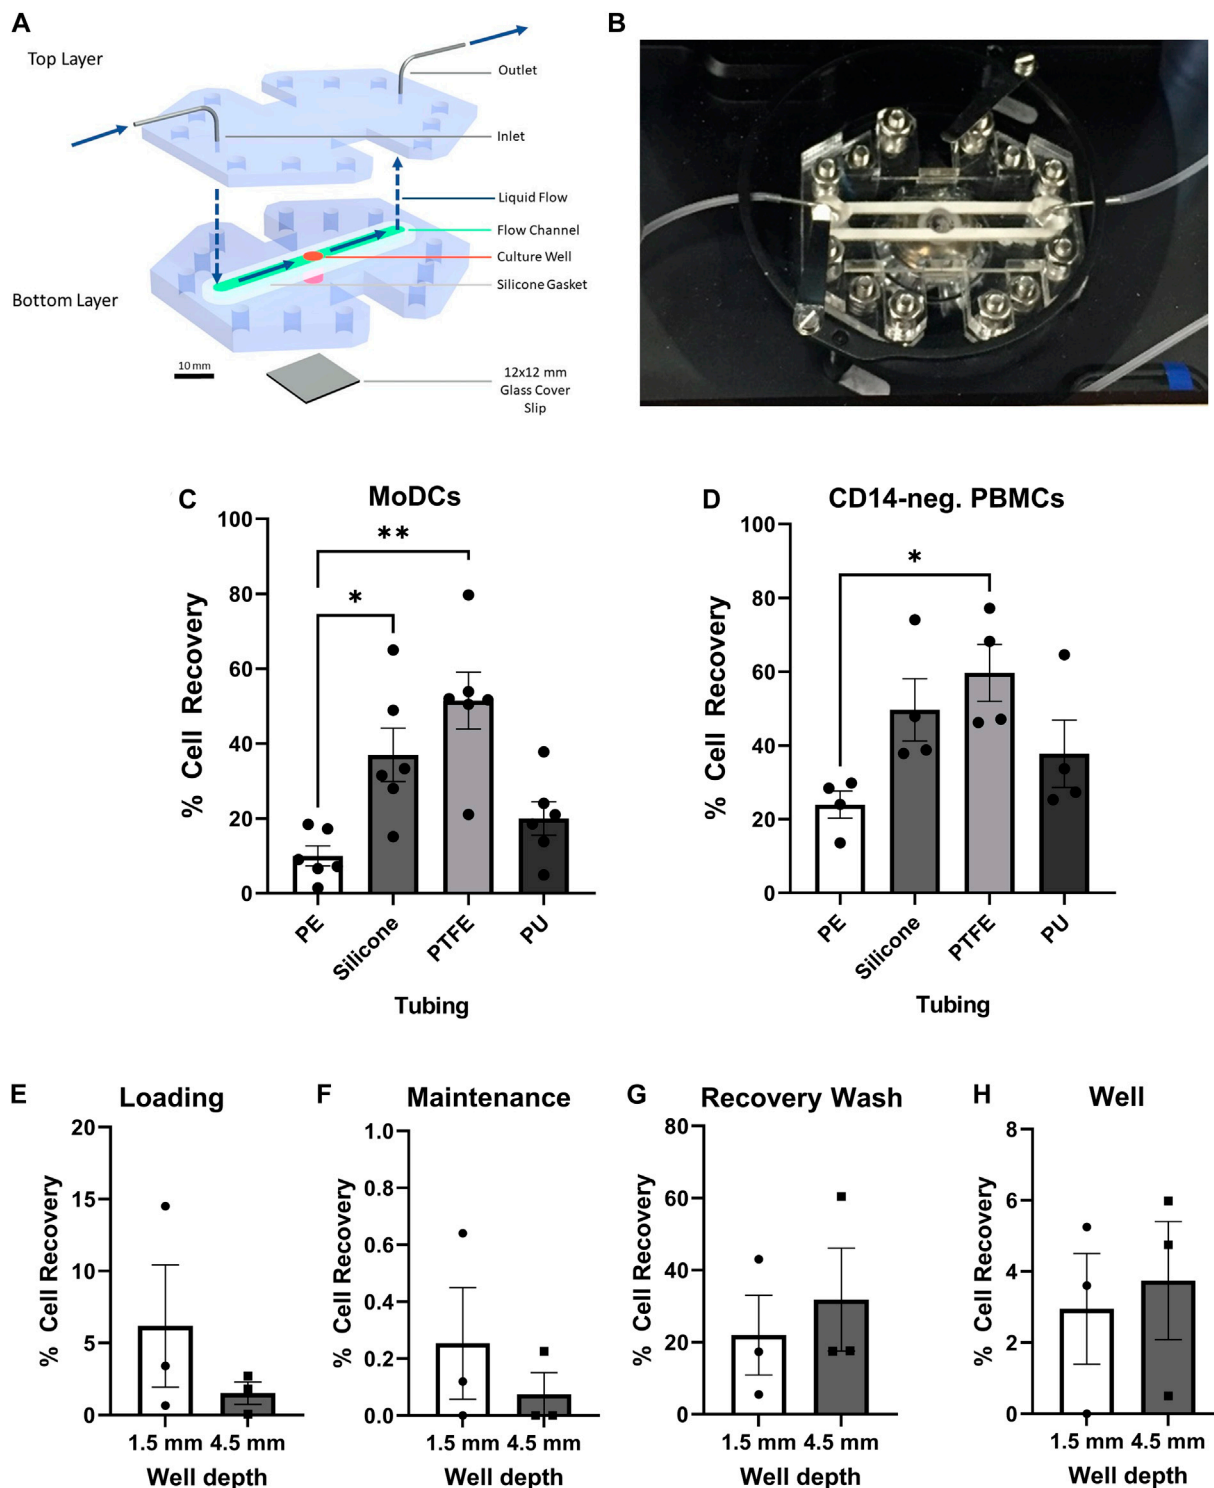 A
Top Layer
Outlet
Inlet
Liquid Flow
Flow Channel
Culture Well
Silicone Gasket
Bottom Layer
10 mm
12x12 mm
Glass Cover
Slip
B
C
MoDCs
% Cell Recovery
100
80
60
40
20
0
**
*
PE
Silicone
PTFE
PU
Tubing
D
CD14-neg. PBMCs
% Cell Recovery
100
80
60
40
20
0
*
PE
Silicone
PTFE
PU
Tubing
E
Loading
% Cell Recovery
20
15
10
5
0
1.5 mm 4.5 mm
Well depth
F
Maintenance
% Cell Recovery
1.0
0.8
0.6
0.4
0.2
0.0
1.5 mm 4.5 mm
Well depth
G
Recovery Wash
% Cell Recovery
80
60
40
20
0
1.5 mm 4.5 mm
Well depth
H
Well
% Cell Recovery
8
6
4
2
0
1.5 mm 4.5 mm
Well depth